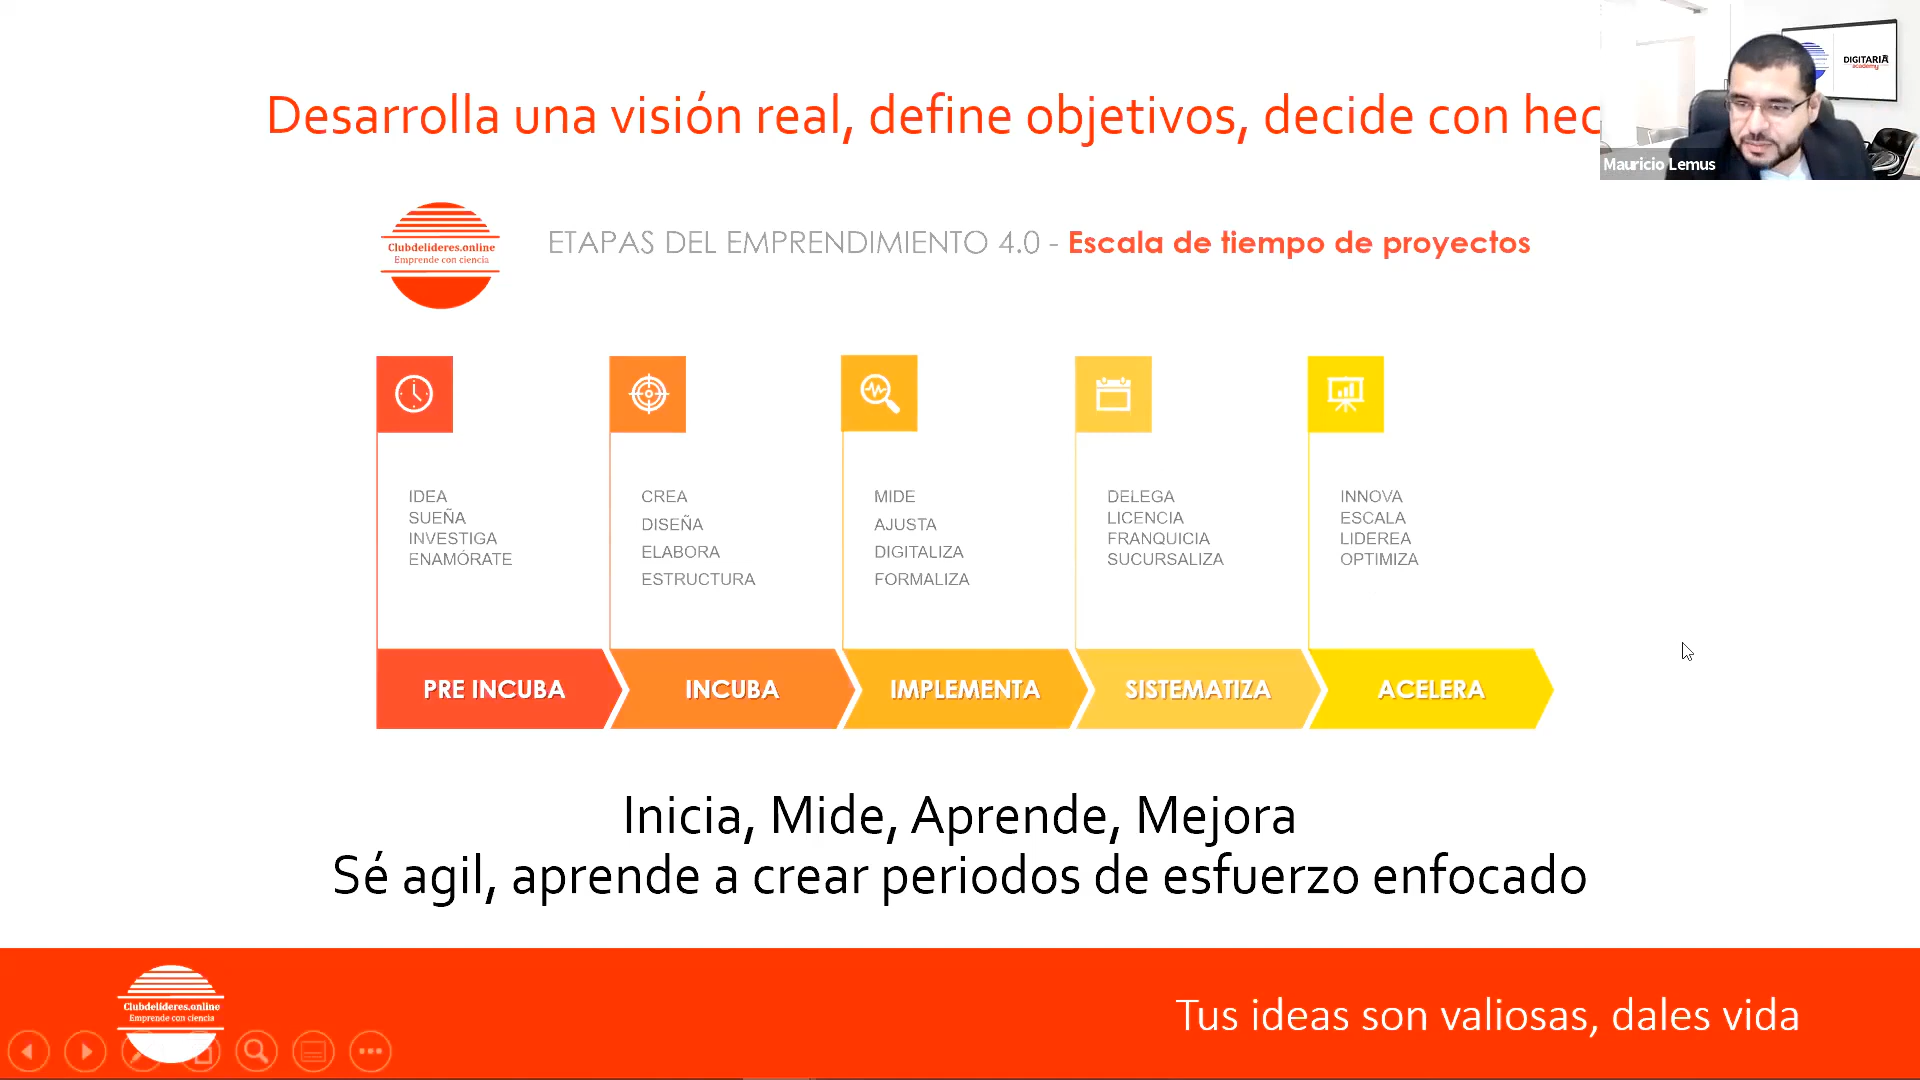 Desarrolla una visión real, define objetivos, decide con hec
DIGITARIA
academy
Mauricio Lemus
Clubdelideres.online
Emprende con ciencia
ETAPAS DEL EMPRENDIMIENTO 4.0 - Escala de tiempo de proyectos
IDEA
SUEÑA
INVESTIGA
ENAMÓRATE
CREA
DISEÑA
ELABORA
ESTRUCTURA
MIDE
AJUSTA
DIGITALIZA
FORMALIZA
DELEGA
LICENCIA
FRANQUICIA
SUCURSALIZA
INNOVA
ESCALA
LIDEREA
OPTIMIZA
PRE INCUBA
INCUBA
IMPLEMENTA
SISTEMATIZA
ACELERA
Inicia, Mide, Aprende, Mejora
Sé agil, aprende a crear periodos de esfuerzo enfocado
Clubdelideres.online
Emprende con ciencia
Tus ideas son valiosas, dales vida